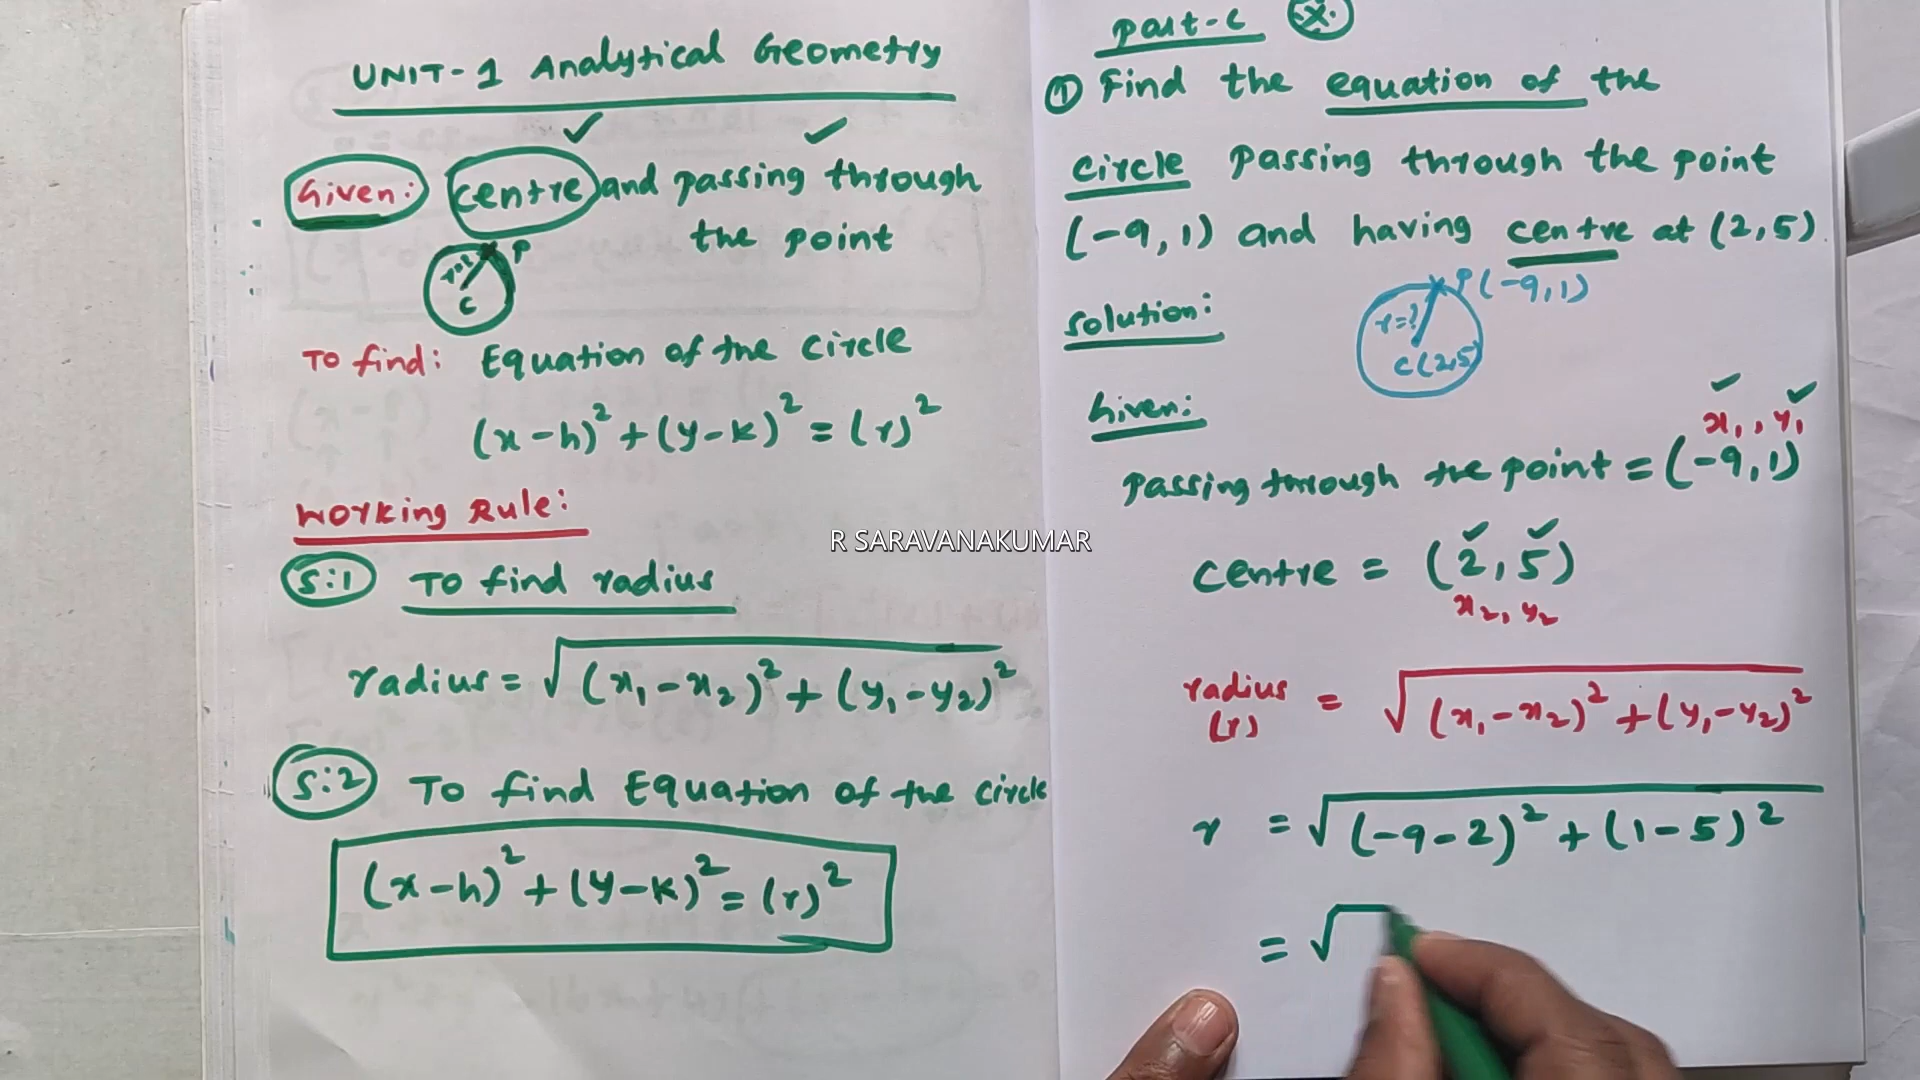 UNIT-1 Analytical Geometry
Given: centre and passing through
the point
P
r=?
C
To find: Equation of the circle
(x-h)² + (y-k)² = (r)²
Working Rule:
S:1 To find radius
radius = √(x₁-x₂)² + (y₁-y₂)²
S:2 To find Equation of the circle
(x-h)² + (y-k)² = (r)²
Part-C Ex.
① Find the equation of the
circle passing through the point
(-9,1) and having centre at (2,5).
Solution:
P(-9,1)
r=?
C(2,5)
Given:
x₁, y₁
Passing through the point = (-9,1)
centre = (2,5)
x₂, y₂
radius (r) = √(x₁-x₂)² + (y₁-y₂)²
r = √(-9-2)² + (1-5)²
= √
R SARAVANAKUMAR